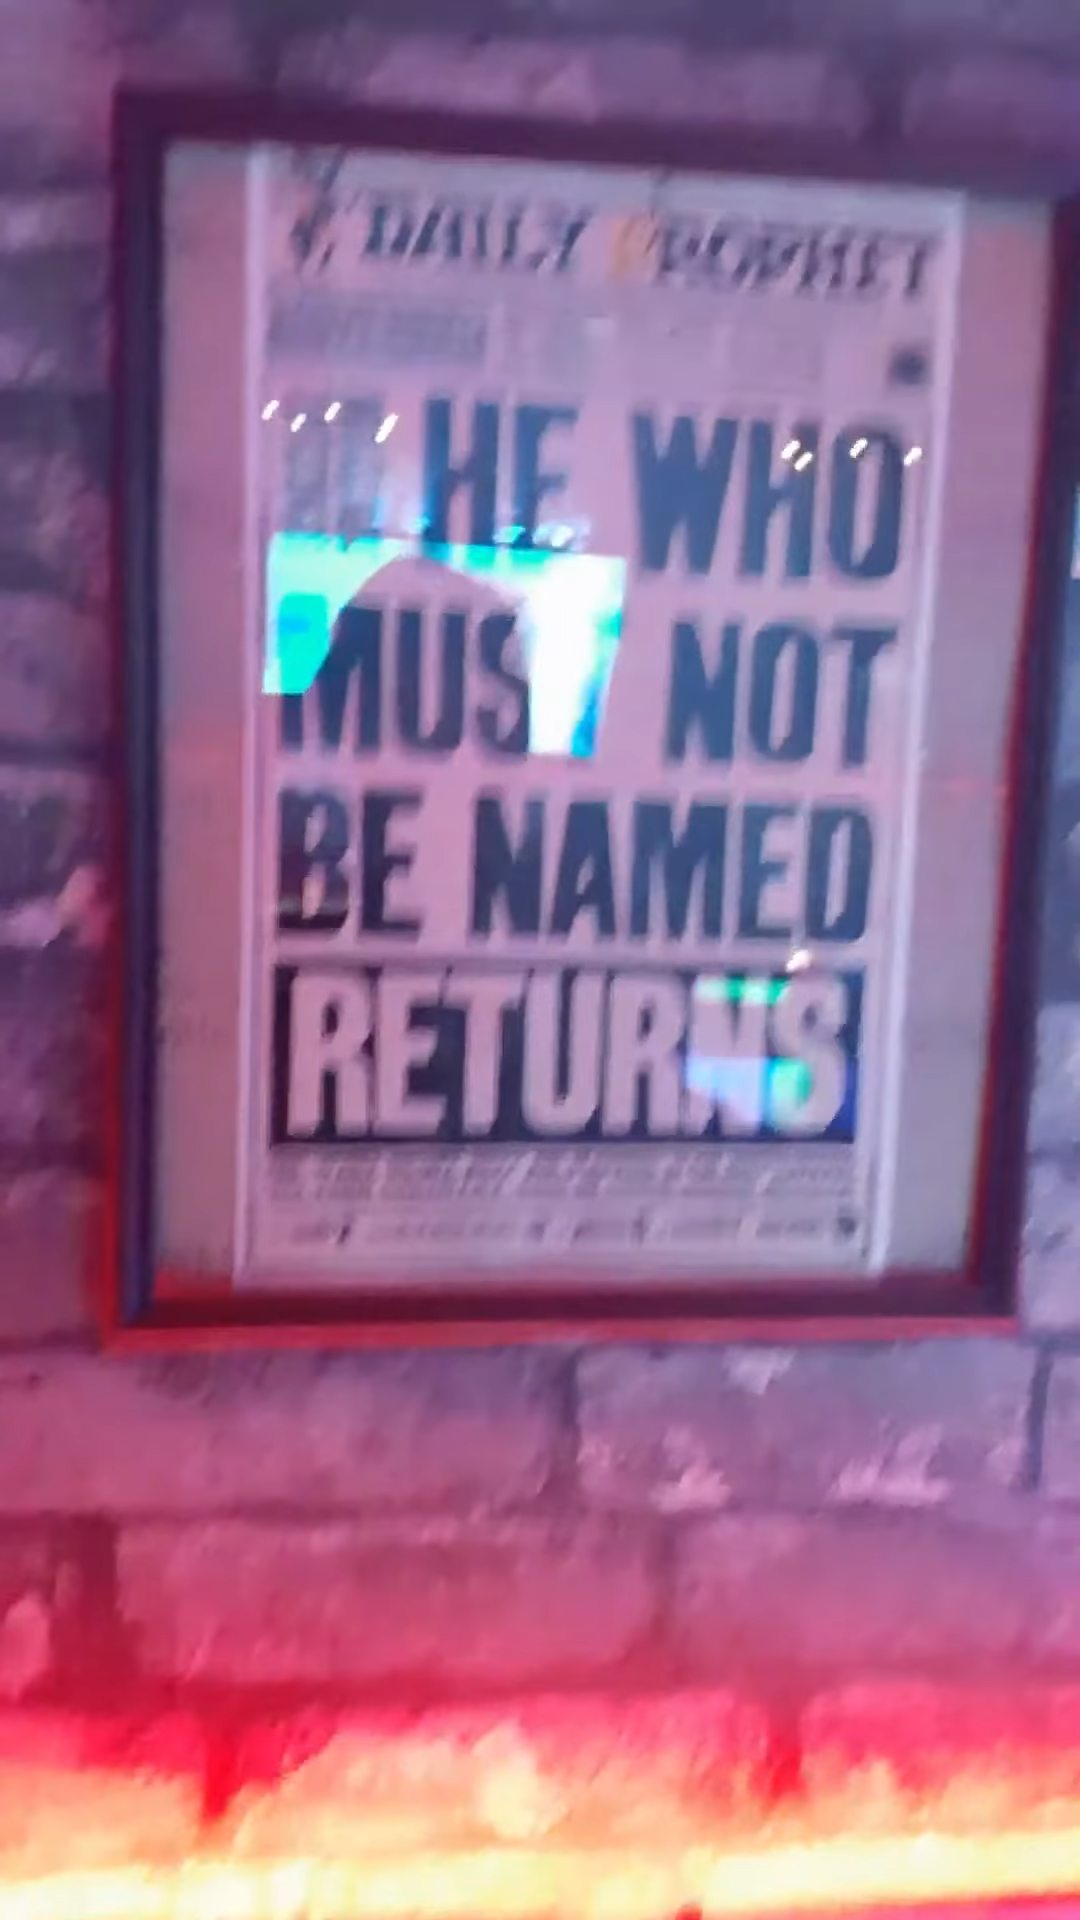 DAILY PROPHET
HE WHO
MUST NOT
BE NAMED
RETURNS